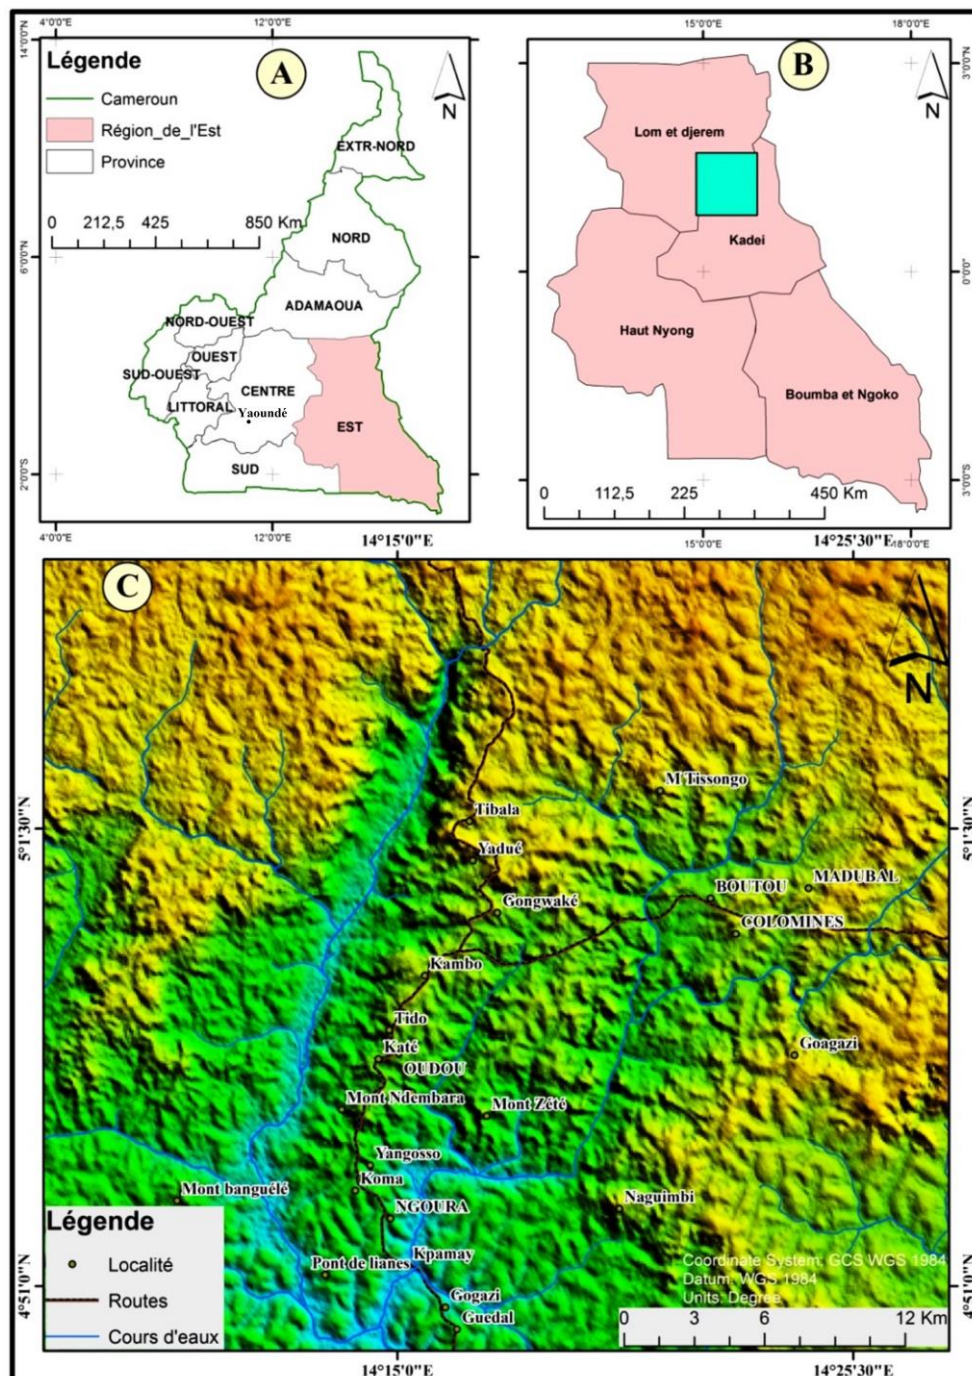 4°0'0"E
12°0'0"E
14°0'0"N
6°0'0"N
2°0'0"S
Légende
A
N
Cameroun
Région_de_l'Est
Province
0 212,5 425 850 Km
EXTR-NORD
NORD
ADAMAOUA
NORD-OUEST
OUEST
SUD-OUEST
CENTRE
LITTORAL
Yaoundé
EST
SUD
4°0'0"E
12°0'0"E
15°0'0"E
18°0'0"E
B
N
3°0'0"N
0°0'0"
3°0'0"S
Lom et djerem
Kadei
Haut Nyong
Boumba et Ngoko
0 112,5 225 450 Km
15°0'0"E
18°0'0"E
14°15'0"E
14°25'30"E
C
N
M'Tissongo
Tibala
5°1'30"N
5°1'30"N
Yadué
MADUBAL
BOUTOU
Gongwaké
COLOMINES
Kambo
Tido
Goagazi
Katé
OUDOU
Mont Ndembara
Mont Zété
Yangosso
Koma
Mont banguélé
Naguimbi
NGOURA
Kpamay
Pont de lianes
Gogazi
Guedal
4°51'0"N
4°51'0"N
Légende
Localité
Routes
Cours d'eaux
Coordinate System: GCS WGS 1984
Datum: WGS 1984
Units: Degree
0 3 6 12 Km
14°15'0"E
14°25'30"E